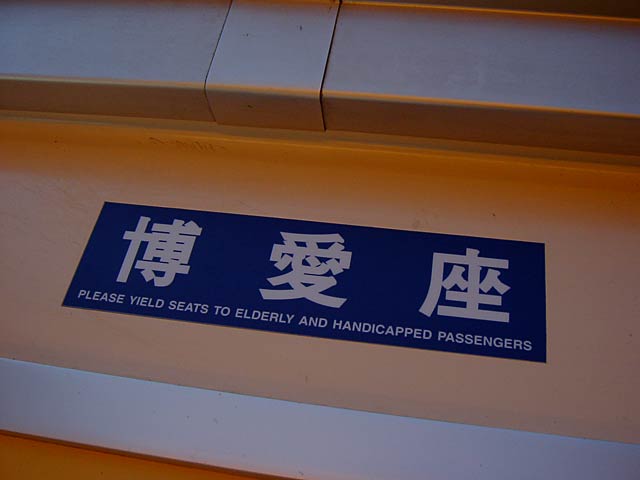 博愛座
PLEASE YIELD SEATS TO ELDERLY AND HANDICAPPED PASSENGERS